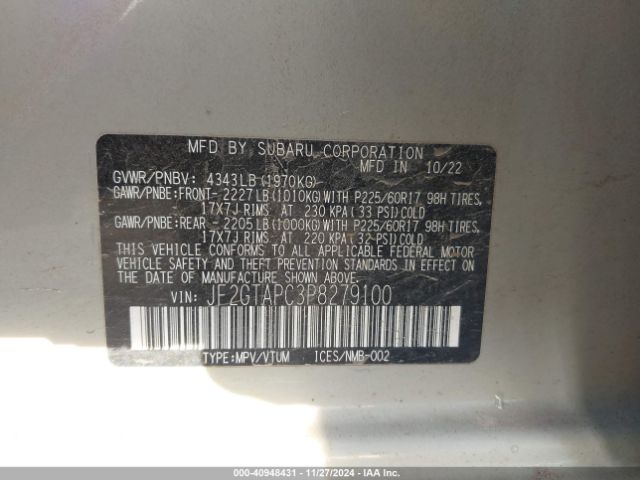 MFD BY SUBARU CORPORATION
MFD IN 10/22
GVWR/PNBV: 4343LB(1970KG)
GAWR/PNBE:FRONT- 2227LB(1010KG)WITH P225/60R17 98H TIRES,
17X7J RIMS AT 230 KPA(33 PSI)COLD
GAWR/PNBE:REAR - 2205LB(1000KG)WITH P225/60R17 98H TIRES,
17X7J RIMS AT 220 KPA(32 PSI)COLD
THIS VEHICLE CONFORMS TO ALL APPLICABLE FEDERAL MOTOR
VEHICLE SAFETY AND THEFT PREVENTION STANDARDS IN EFFECT ON
THE DATE OF MANUFACTURE SHOWN ABOVE.
VIN: JF2GTAPC3P8279100
TYPE:MPV/VTUM ICES/NMB-002
000-40948431 - 11/27/2024 - IAA, Inc.